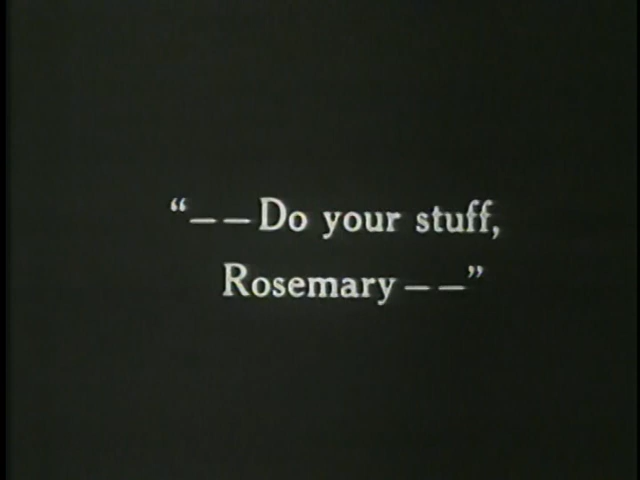 “——Do your stuff,
Rosemary——”